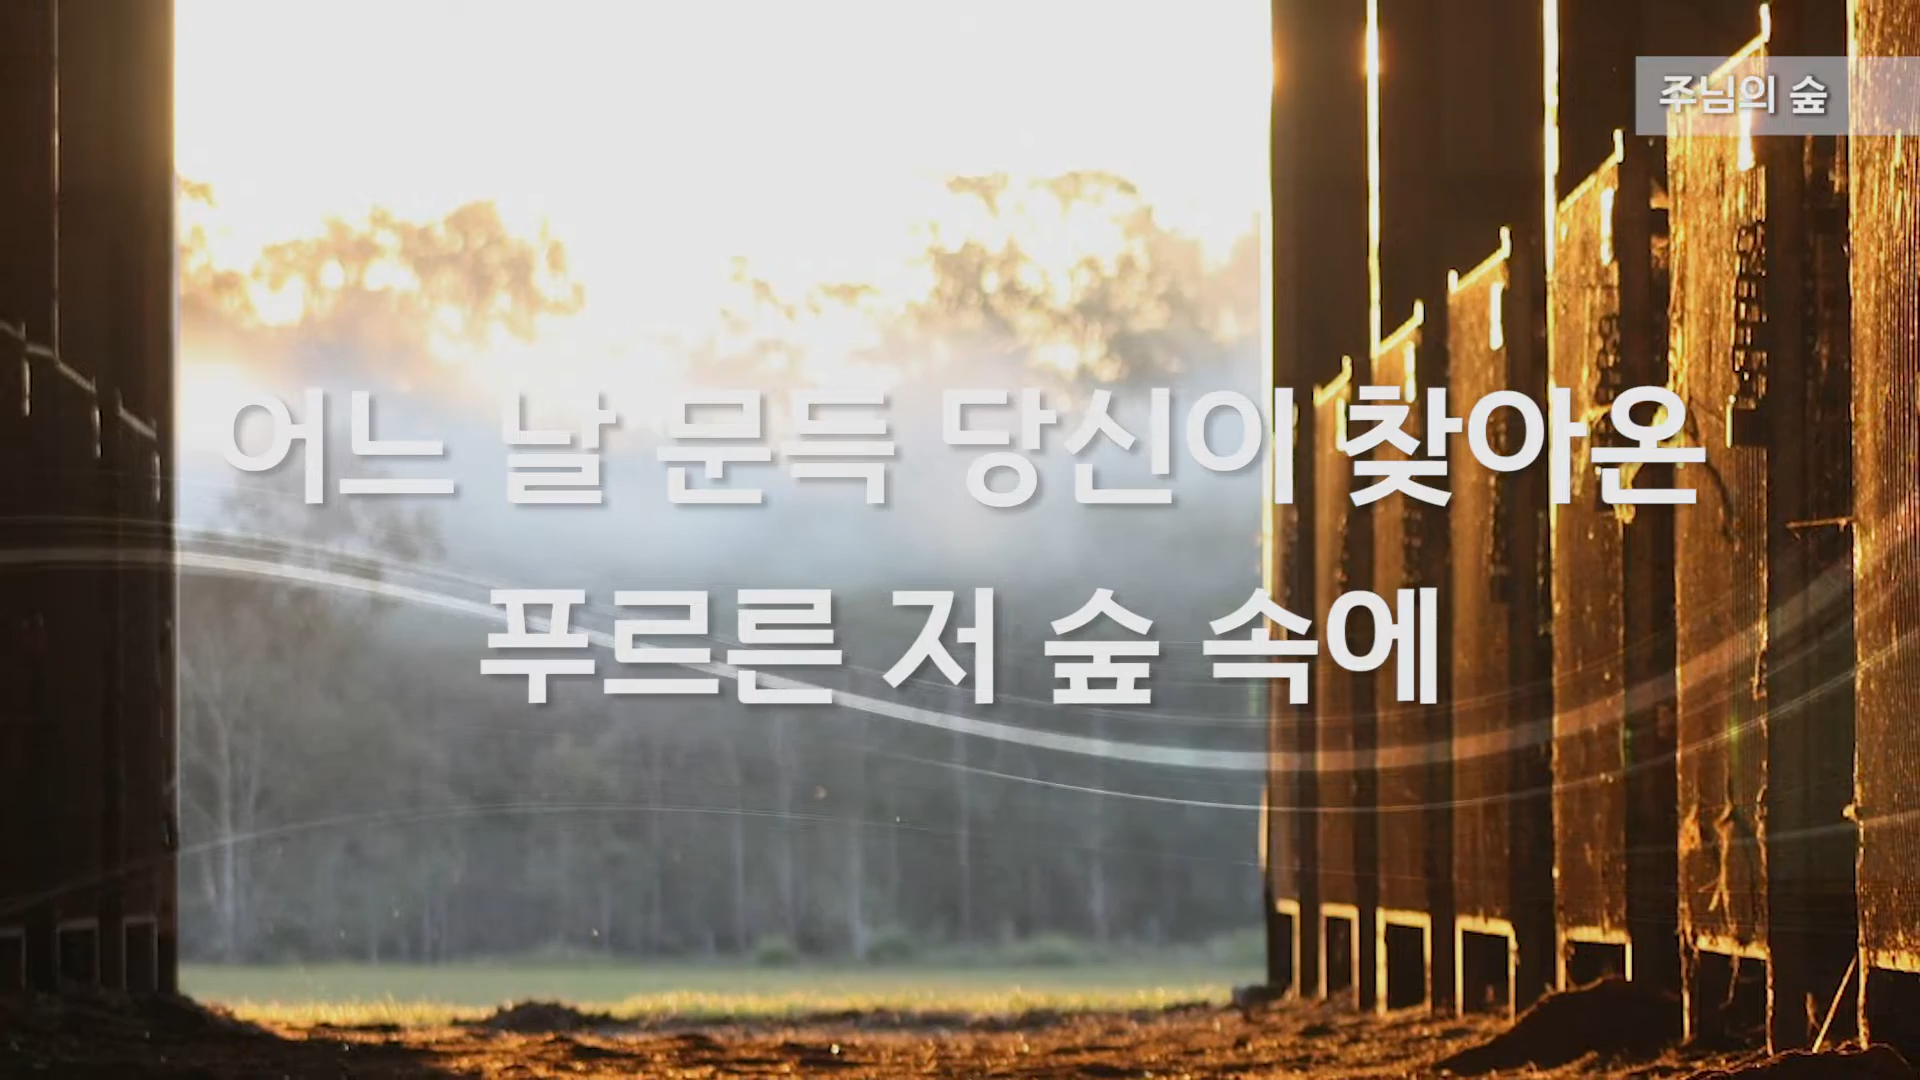 주님의 숲
어느 날 문득 당신이 찾아온
푸르른 저 숲 속에